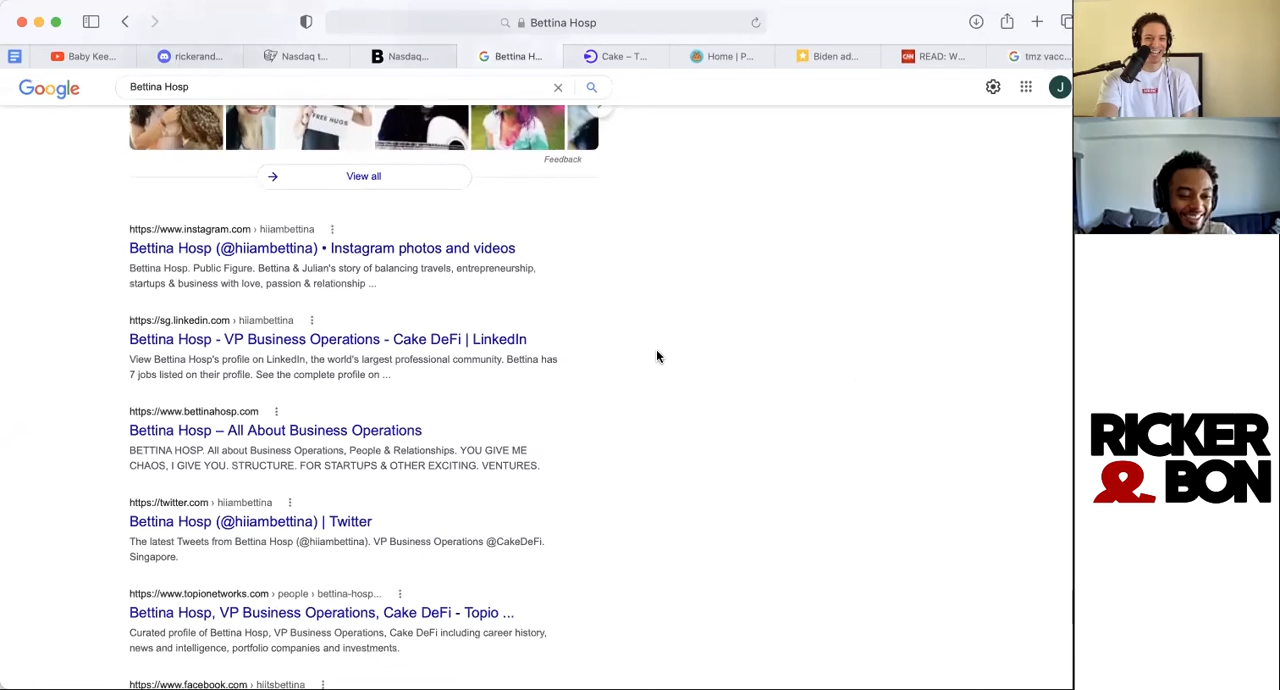 Bettina Hosp
Baby Kee...
rickerand...
Nasdaq t...
B Nasdaq...
G Bettina H...
Cake – T...
Home | P...
Biden ad...
CNN READ: W...
G tmz vacc...
Google
Bettina Hosp
J
FREE HUGS
Feedback
View all
https://www.instagram.com › hiiambettina
Bettina Hosp (@hiiambettina) • Instagram photos and videos
Bettina Hosp. Public Figure. Bettina & Julian's story of balancing travels, entrepreneurship,
startups & business with love, passion & relationship ...
https://sg.linkedin.com › hiiambettina
Bettina Hosp - VP Business Operations - Cake DeFi | LinkedIn
View Bettina Hosp's profile on LinkedIn, the world's largest professional community. Bettina has
7 jobs listed on their profile. See the complete profile on ...
https://www.bettinahosp.com
Bettina Hosp – All About Business Operations
BETTINA HOSP. All about Business Operations, People & Relationships. YOU GIVE ME
CHAOS, I GIVE YOU. STRUCTURE. FOR STARTUPS & OTHER EXCITING. VENTURES.
https://twitter.com › hiiambettina
Bettina Hosp (@hiiambettina) | Twitter
The latest Tweets from Bettina Hosp (@hiiambettina). VP Business Operations @CakeDeFi.
Singapore.
https://www.topionetworks.com › people › bettina-hosp...
Bettina Hosp, VP Business Operations, Cake DeFi - Topio ...
Curated profile of Bettina Hosp, VP Business Operations, Cake DeFi including career history,
news and intelligence, portfolio companies and investments.
https://www.facebook.com › hiitsbettina
RICKER
& BON